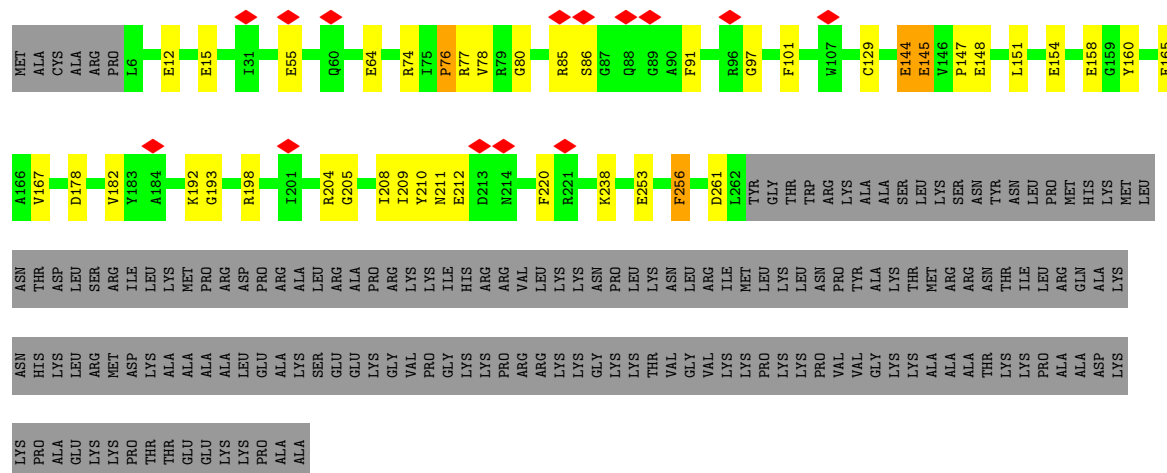 MET ALA CYS ALA ARG PRO L6 E12 E15 I31 E55 Q60 E64 R74 I75 P76 R77 V78 R79 G80 R85 S86 G87 Q88 G89 A90 F91 R96 G97 F101 W107 C129 E144 E145 V146 P147 E148 L151 E154 E158 G159 Y160 E165
A166 V167 D178 V182 Y183 A184 K192 G193 R198 I201 R204 G205 I208 I209 Y210 N211 E212 D213 N214 F220 R221 K238 E253 F256 D261 L262 TYR GLY THR TRP ARG LYS ALA ALA SER LEU LYS SER ASN TYR ASN LEU PRO MET HIS LYS MET LEU
ASN THR ASP LEU SER ARG ILE LEU LYS MET PRO ARG ASP PRO ARG ALA LEU ARG ALA PRO ARG LYS LYS ILE HIS ARG ARG VAL LEU LYS LYS ASN PRO LEU LYS ASN LEU ARG ILE MET LEU LYS LEU ASN PRO TYR ALA LYS THR MET ARG ARG ASN THR ILE LEU ARG GLN ALA LYS
ASN HIS LYS LEU ARG MET ASP LYS ALA ALA ALA ALA LEU GLU ALA LYS SER GLU GLU LYS GLY VAL PRO GLY LYS LYS PRO ARG ARG LYS LYS GLY LYS LYS THR VAL GLY VAL LYS LYS PRO LYS LYS PRO VAL VAL GLY LYS LYS ALA ALA ALA THR LYS LYS PRO ALA ALA ASP LYS
LYS PRO ALA GLU LYS LYS PRO THR THR GLU GLU LYS LYS PRO ALA ALA